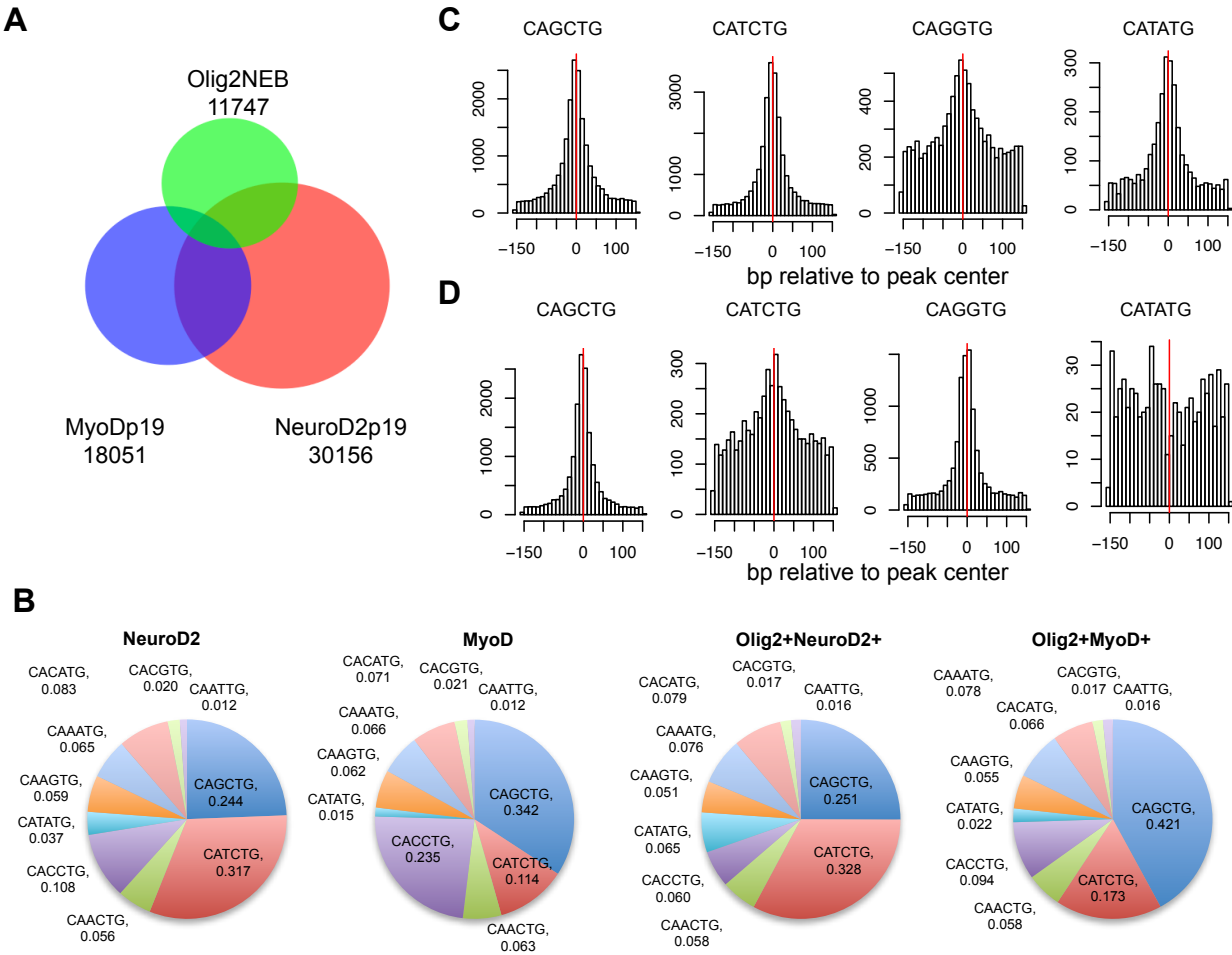 A
Olig2NEB
11747
MyoDp19
18051
NeuroD2p19
30156
C
CAGCTG
CATCTG
CAGGTG
CATATG
0 1000 2000
0 1000 3000
0 200 400
0 100 200 300
−150 0 100
−150 0 100
−150 0 100
−150 0 100
bp relative to peak center
D
CAGCTG
CATCTG
CAGGTG
CATATG
0 1000 2000
0 100 200 300
0 500 1000
0 10 20 30
−150 0 100
−150 0 100
−150 0 100
−150 0 100
bp relative to peak center
B
NeuroD2
CACATG,
0.083
CACGTG,
0.020
CAATTG,
0.012
CAAATG,
0.065
CAAGTG,
0.059
CATATG,
0.037
CACCTG,
0.108
CAACTG,
0.056
CAGCTG,
0.244
CATCTG,
0.317
MyoD
CACATG,
0.071
CACGTG,
0.021
CAATTG,
0.012
CAAATG,
0.066
CAAGTG,
0.062
CATATG,
0.015
CACCTG,
0.235
CAGCTG,
0.342
CATCTG,
0.114
CAACTG,
0.063
Olig2+NeuroD2+
CACATG,
0.079
CACGTG,
0.017
CAATTG,
0.016
CAAATG,
0.076
CAAGTG,
0.051
CATATG,
0.065
CACCTG,
0.060
CAACTG,
0.058
CAGCTG,
0.251
CATCTG,
0.328
Olig2+MyoD+
CAAATG,
0.078
CACGTG,
0.017
CAATTG,
0.016
CACATG,
0.066
CAAGTG,
0.055
CATATG,
0.022
CACCTG,
0.094
CAACTG,
0.058
CAGCTG,
0.421
CATCTG,
0.173